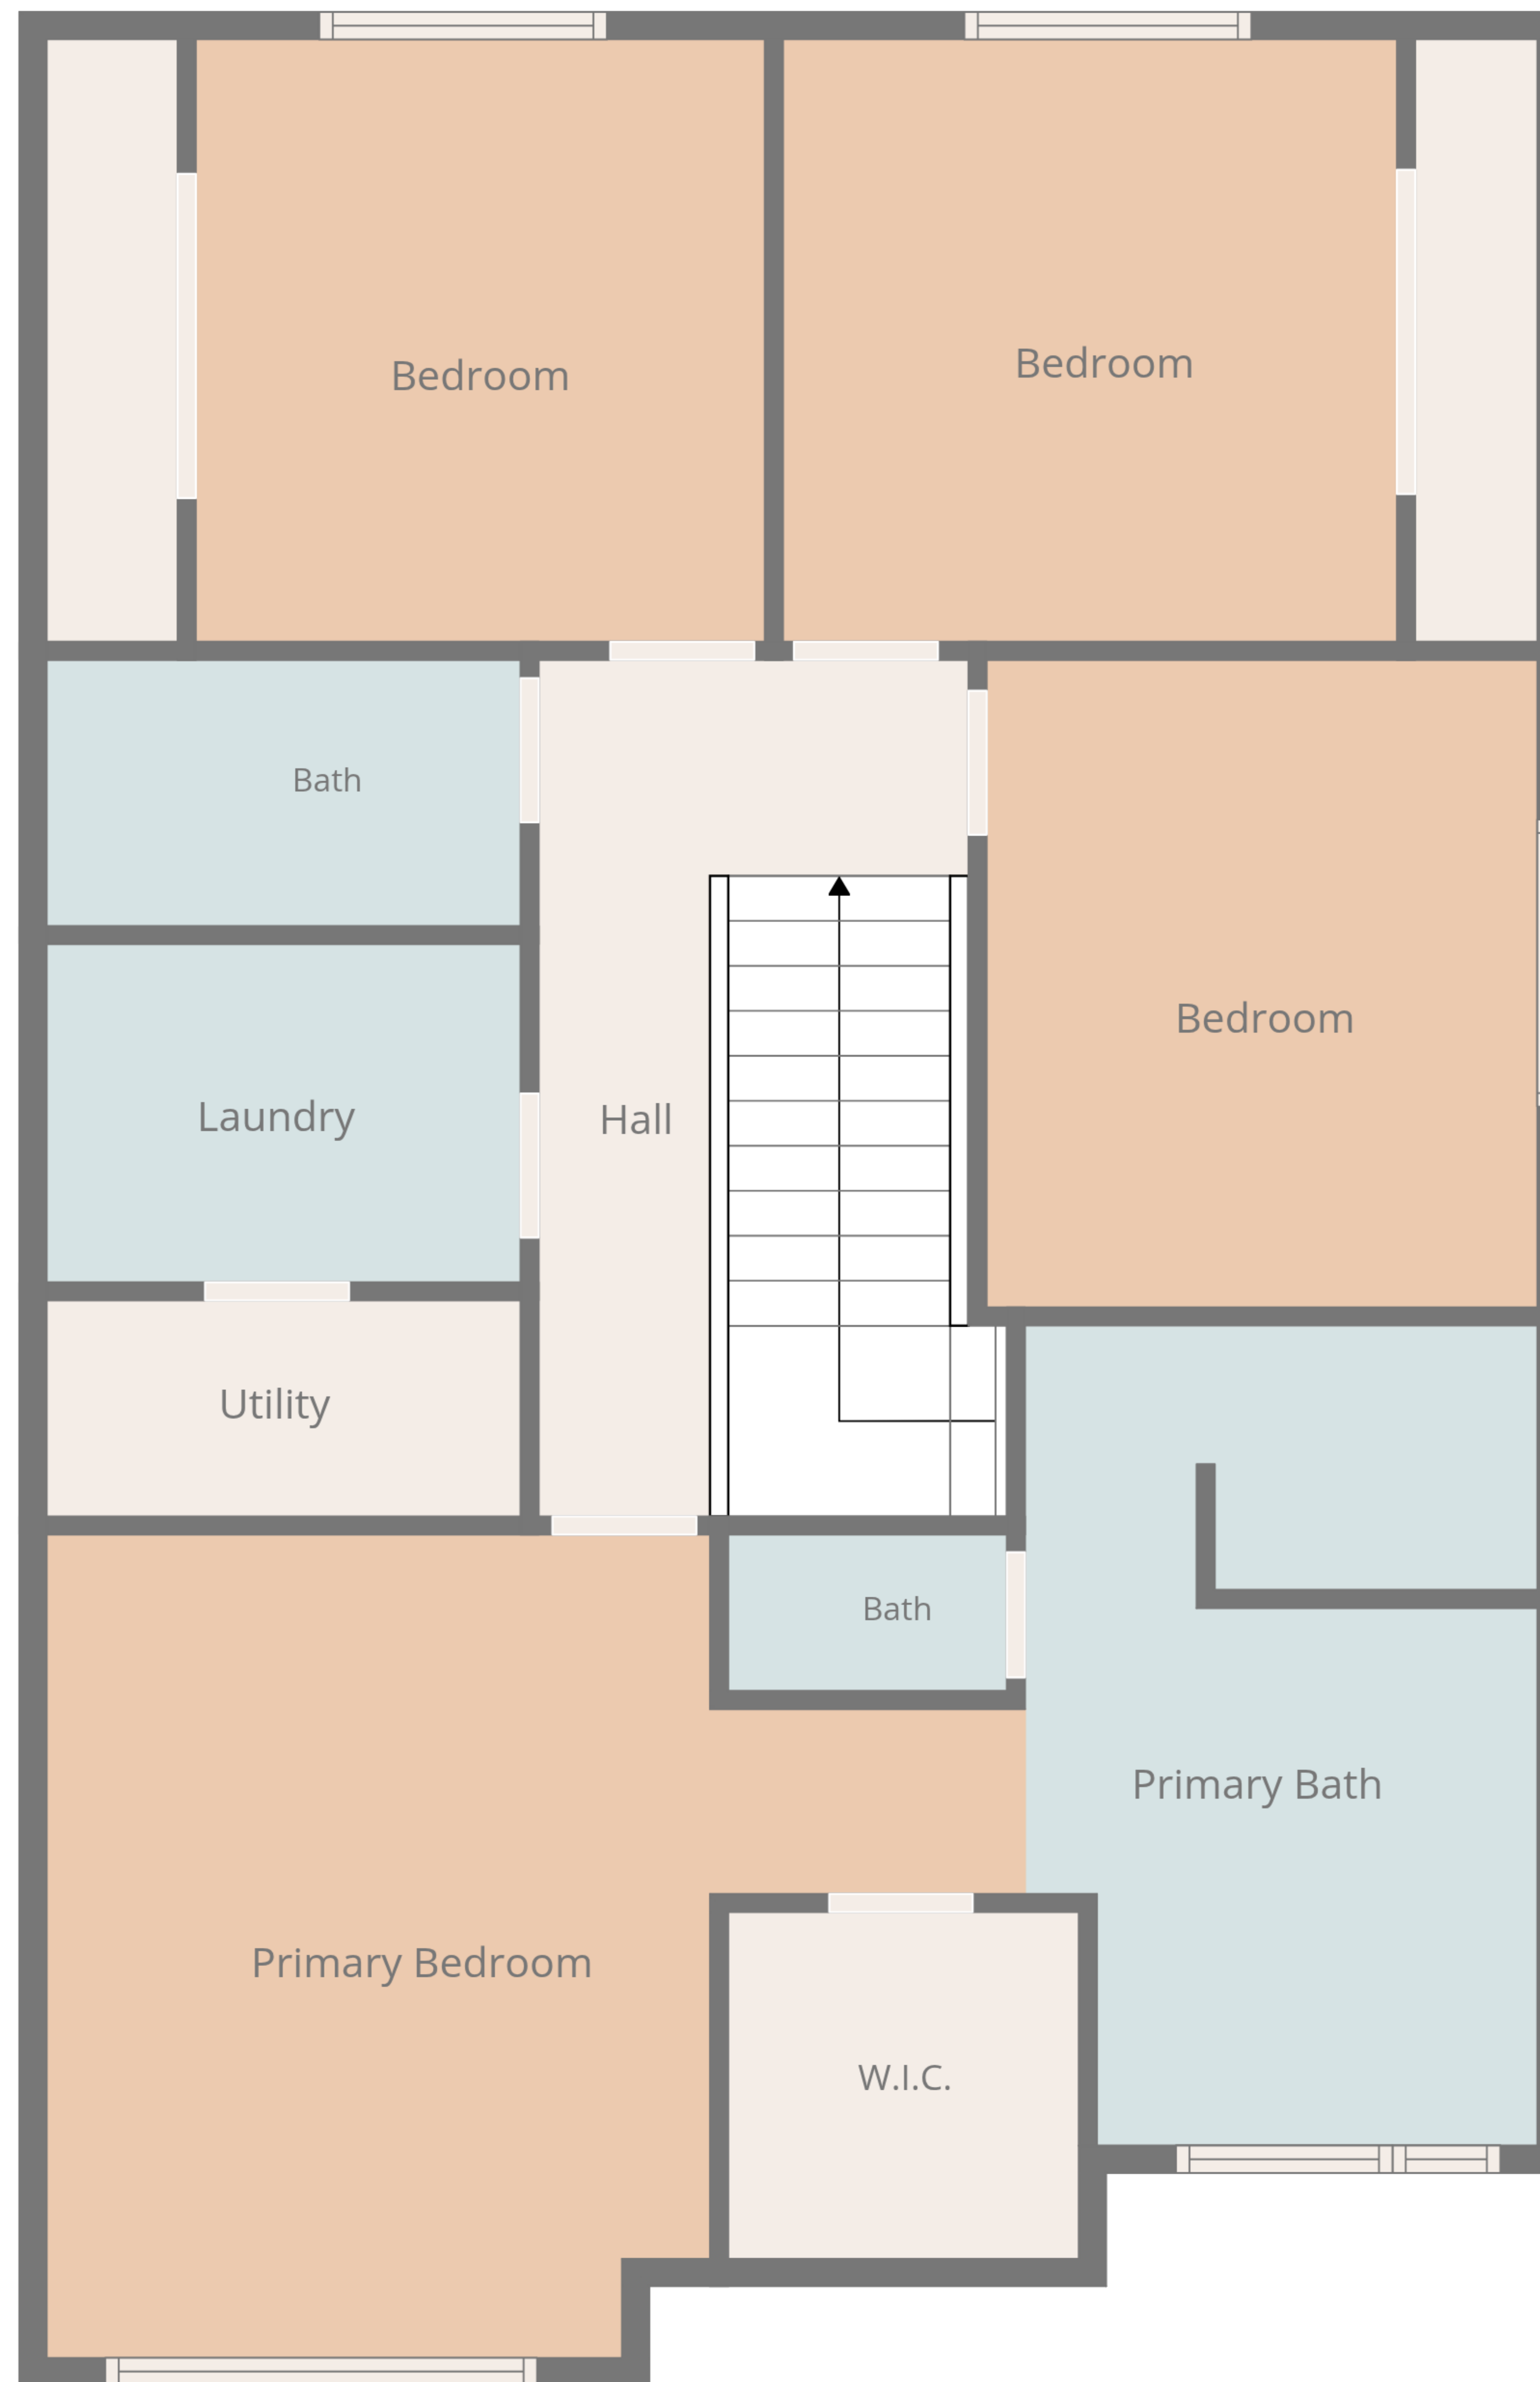 Bedroom
Bedroom
Bath
Bedroom
Laundry
Hall
Utility
Bath
Primary Bath
Primary Bedroom
W.I.C.